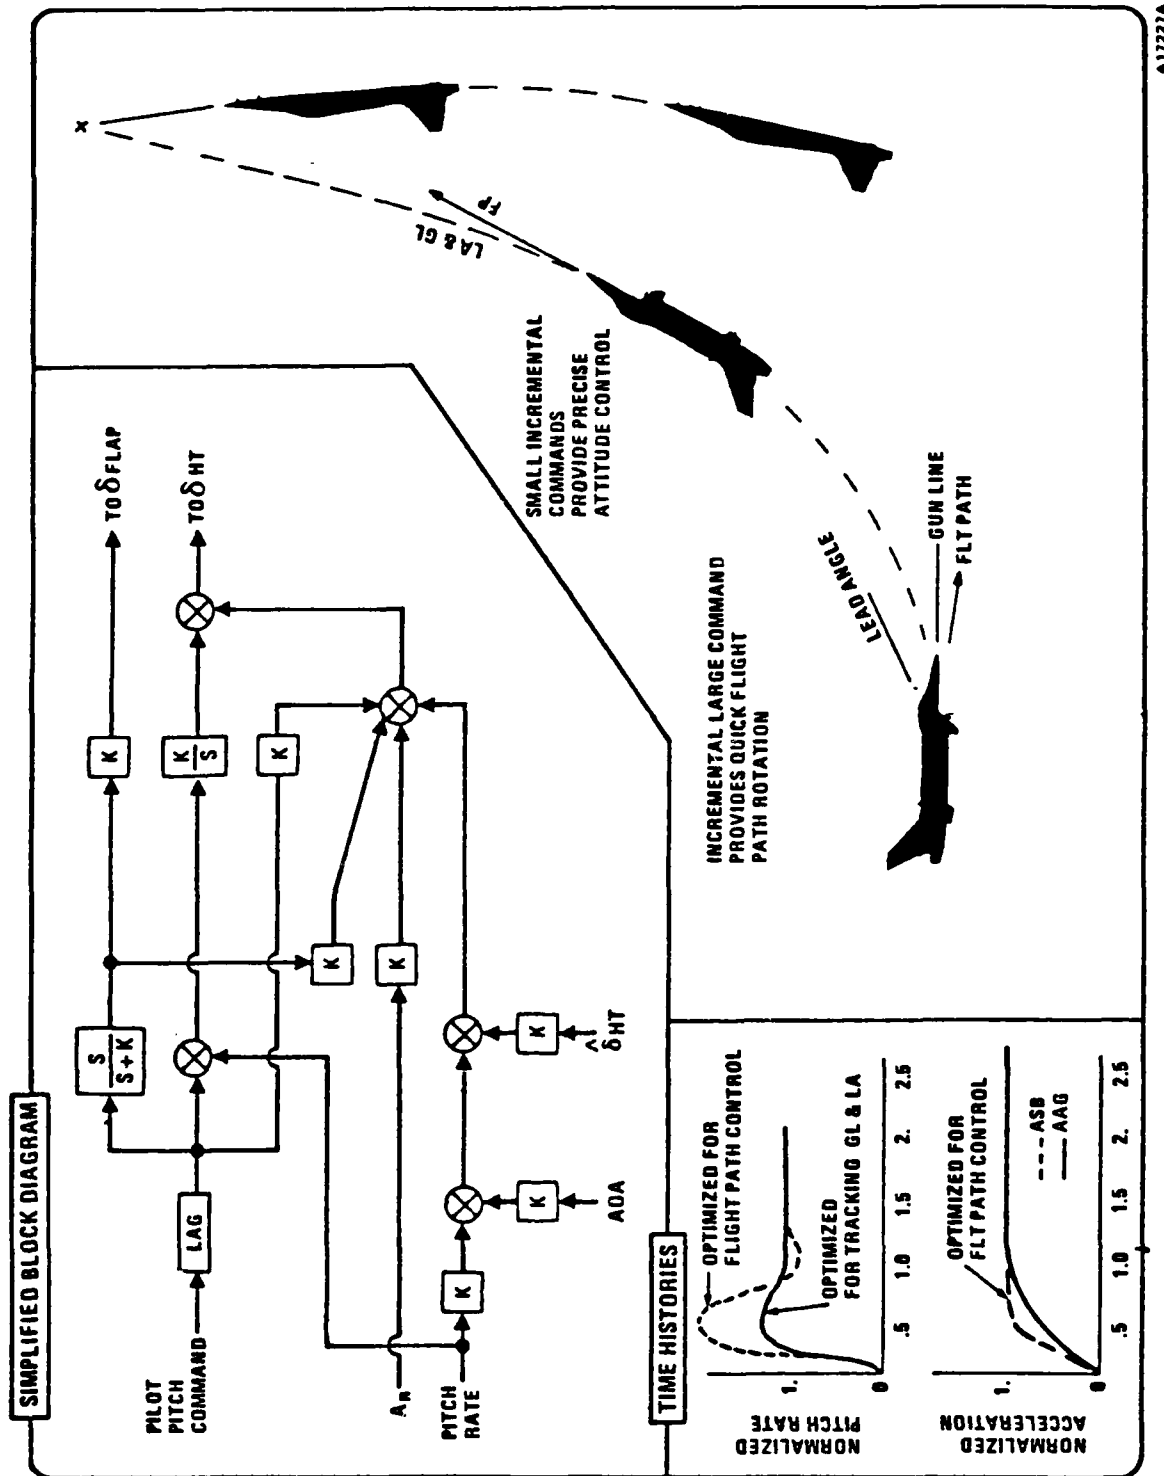 SIMPLIFIED BLOCK DIAGRAM
PILOT
PITCH
COMMAND
LAG
S
S + K
K
TO δ FLAP
K
S
TO δ HT
K
K
K
PITCH
RATE
K
AOA
K
δ̂ HT
K
SMALL INCREMENTAL
COMMANDS
PROVIDE PRECISE
ATTITUDE CONTROL
X
LA & GL
FP
INCREMENTAL LARGE COMMAND
PROVIDES QUICK FLIGHT
PATH ROTATION
LEAD ANGLE
GUN LINE
FLT PATH
TIME HISTORIES
NORMALIZED
PITCH RATE
1.
0
OPTIMIZED FOR
FLIGHT PATH CONTROL
OPTIMIZED
FOR TRACKING GL & LA
.5
1.0
1.5
2.
2.5
NORMALIZED
ACCELERATION
1.
0
OPTIMIZED FOR
FLT PATH CONTROL
--- ASB
— AAG
.5
1.0
1.5
2.
2.5